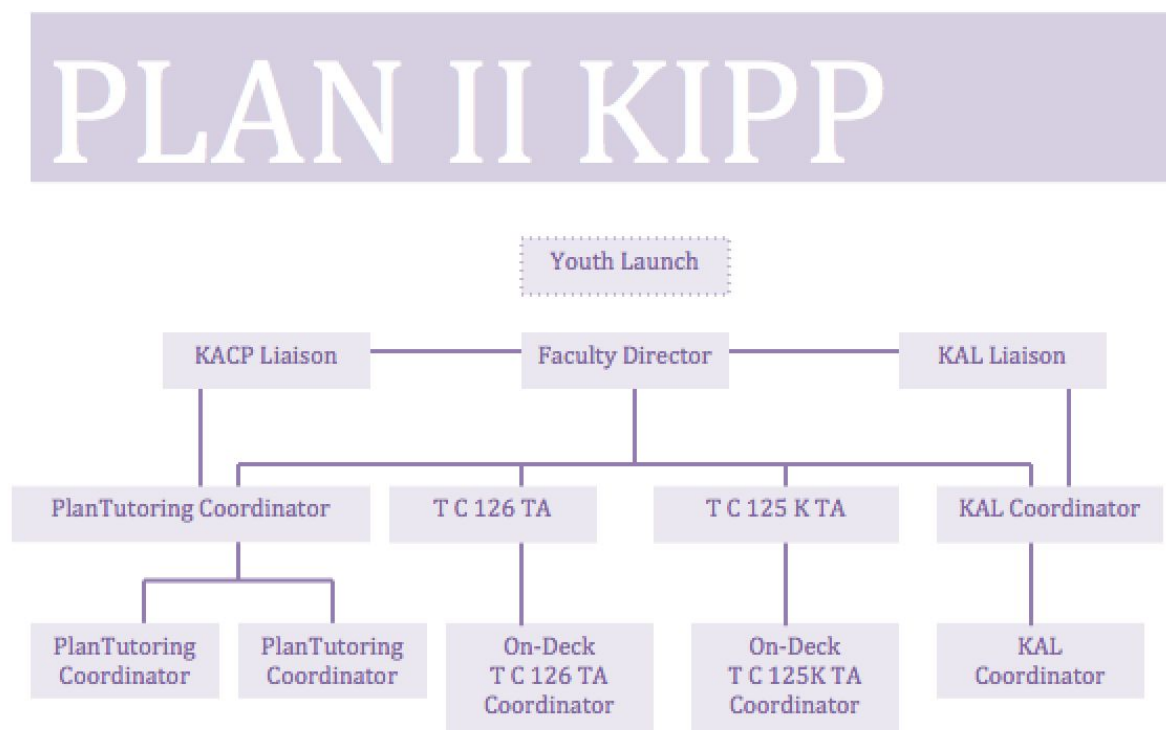 PLAN II KIPP
Youth Launch
KACP Liaison
Faculty Director
KAL Liaison
PlanTutoring Coordinator
T C 126 TA
T C 125 K TA
KAL Coordinator
PlanTutoring
Coordinator
PlanTutoring
Coordinator
On-Deck
T C 126 TA
Coordinator
On-Deck
T C 125K TA
Coordinator
KAL
Coordinator